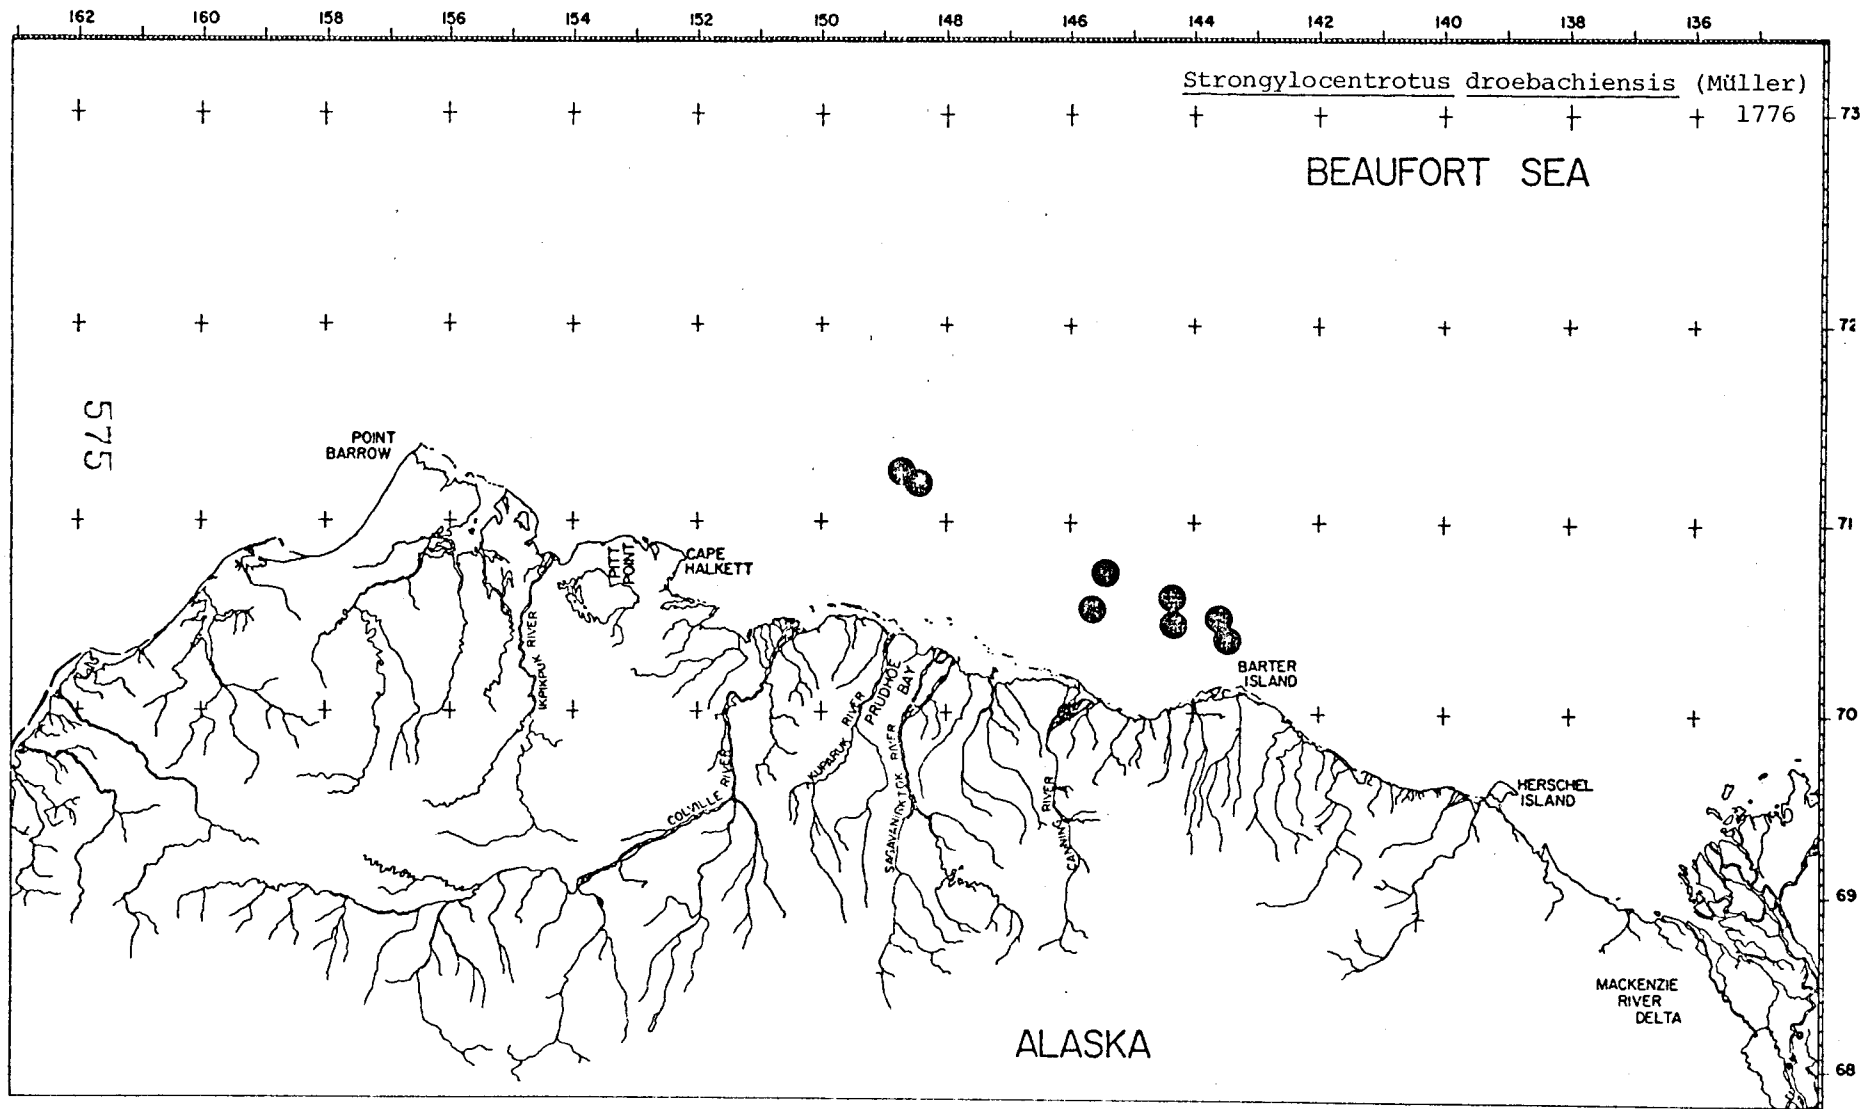 162 160 158 156 154 152 150 148 146 144 142 140 138 136
Strongylocentrotus droebachiensis (Müller)
1776
73
BEAUFORT SEA
72
575
POINT
BARROW
71
PITT
POINT
CAPE
HALKETT
IKPIKPUK RIVER
BARTER
ISLAND
PRUDHOE
BAY
70
KUPARUK RIVER
COLVILLE RIVER
SAGAVANIRKTOK RIVER
CANNING RIVER
HERSCHEL
ISLAND
69
MACKENZIE
RIVER
DELTA
ALASKA
68